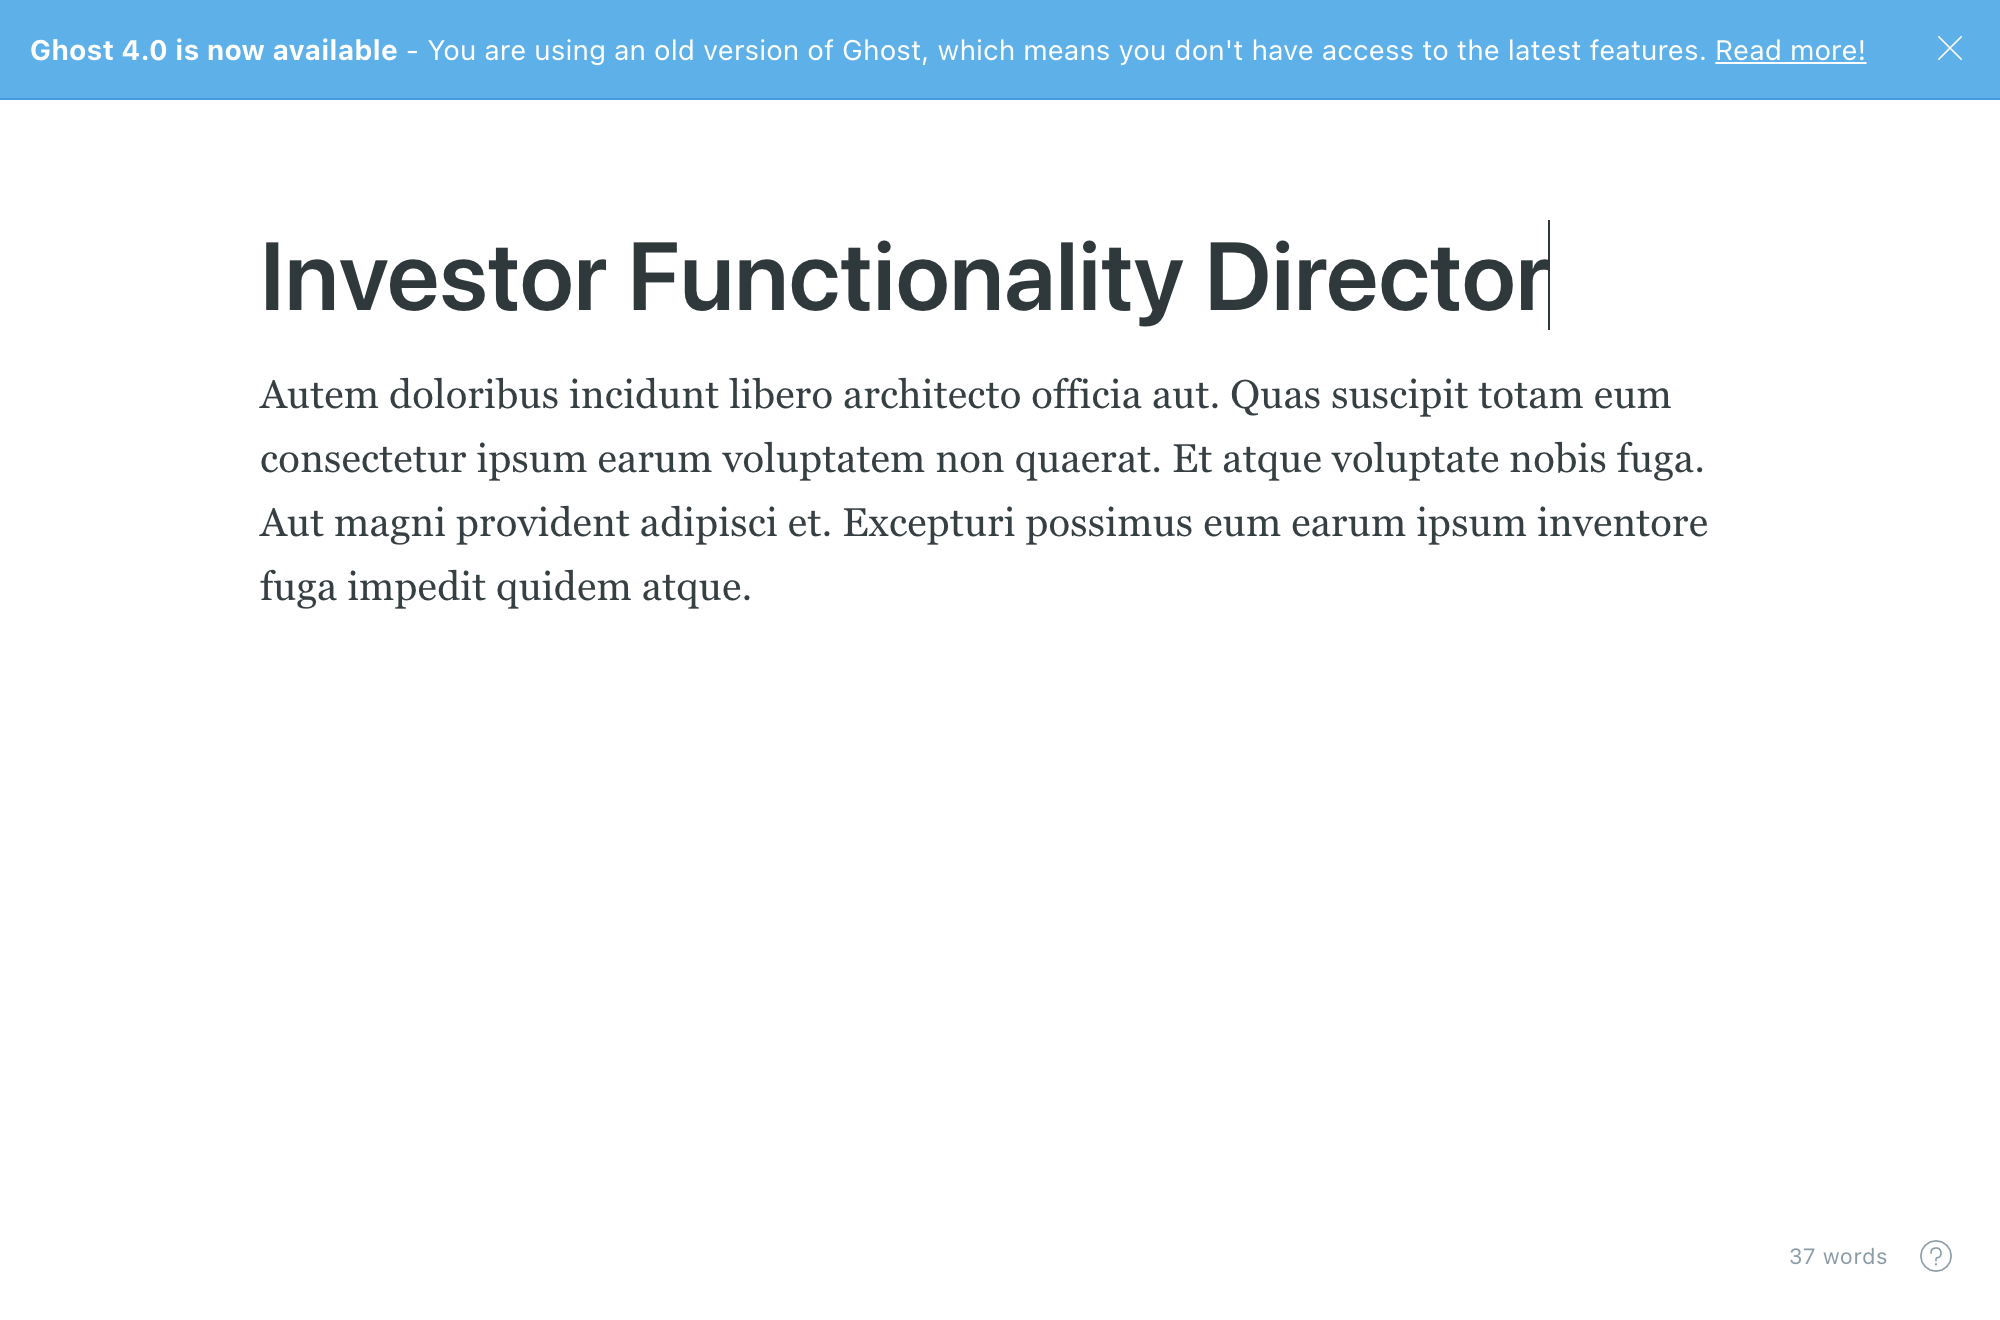 Ghost 4.0 is now available - You are using an old version of Ghost, which means you don't have access to the latest features. Read more!
Investor Functionality Director
Autem doloribus incidunt libero architecto officia aut. Quas suscipit totam eum
consectetur ipsum earum voluptatem non quaerat. Et atque voluptate nobis fuga.
Aut magni provident adipisci et. Excepturi possimus eum earum ipsum inventore
fuga impedit quidem atque.
37 words
?